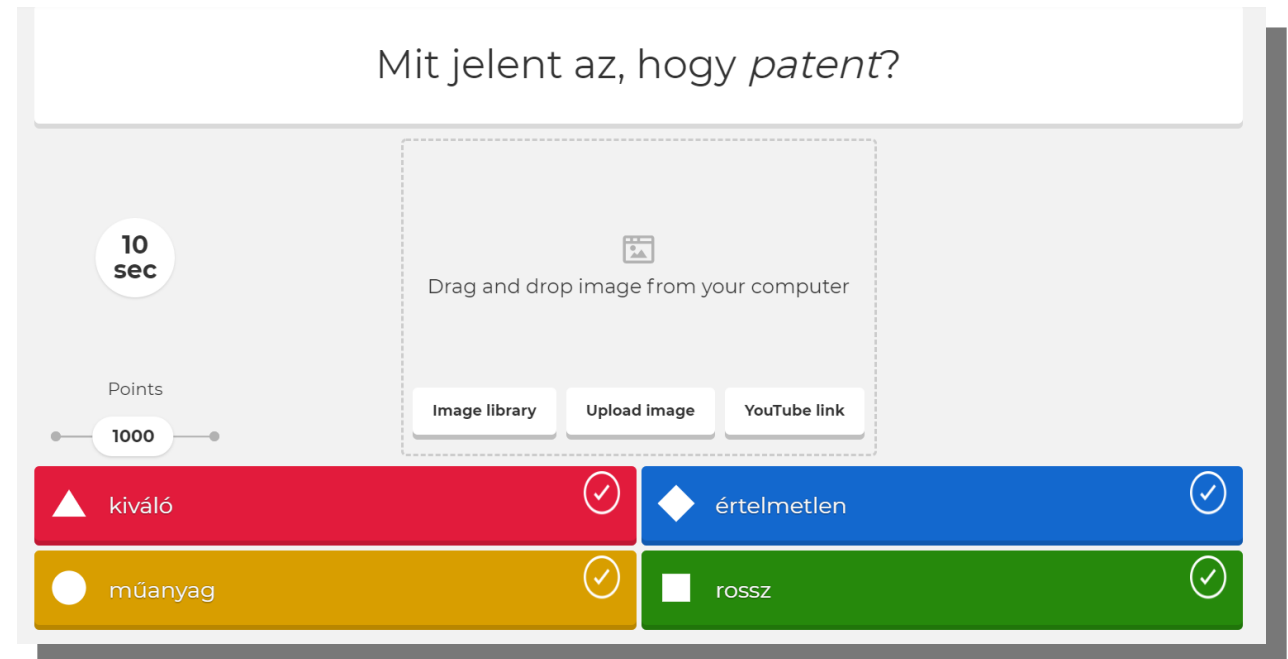 Mit jelent az, hogy patent?
10
sec
Drag and drop image from your computer
Points
1000
Image library
Upload image
YouTube link
kiváló
értelmetlen
műanyag
rossz